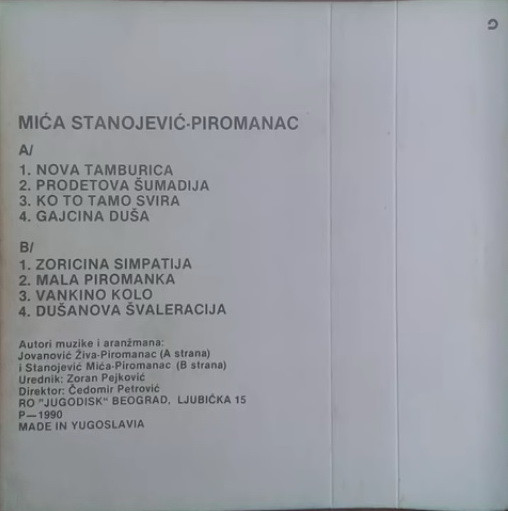 MIĆA STANOJEVIĆ-PIROMANAC
A/
1. NOVA TAMBURICA
2. PRODETOVA ŠUMADIJA
3. KO TO TAMO SVIRA
4. GAJCINA DUŠA
B/
1. ZORICINA SIMPATIJA
2. MALA PIROMANKA
3. VANKINO KOLO
4. DUŠANOVA ŠVALERACIJA
Autori muzike i aranžmana:
Jovanović Živa-Piromanac (A strana)
i Stanojević Mića-Piromanac (B strana)
Urednik: Zoran Pejković
Direktor: Čedomir Petrović
RO "JUGODISK" BEOGRAD, LJUBIĆKA 15
P—1990
MADE IN YUGOSLAVIA